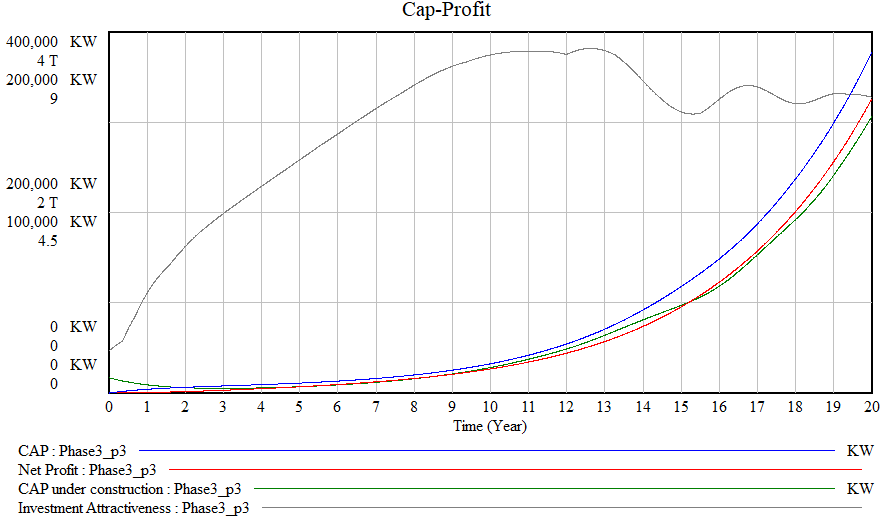 Cap-Profit
400,000 KW
4 T
200,000 KW
9
200,000 KW
2 T
100,000 KW
4.5
0 KW
0
0 KW
0
0 1 2 3 4 5 6 7 8 9 10 11 12 13 14 15 16 17 18 19 20
Time (Year)
CAP : Phase3_p3 KW
Net Profit : Phase3_p3
CAP under construction : Phase3_p3 KW
Investment Attractiveness : Phase3_p3